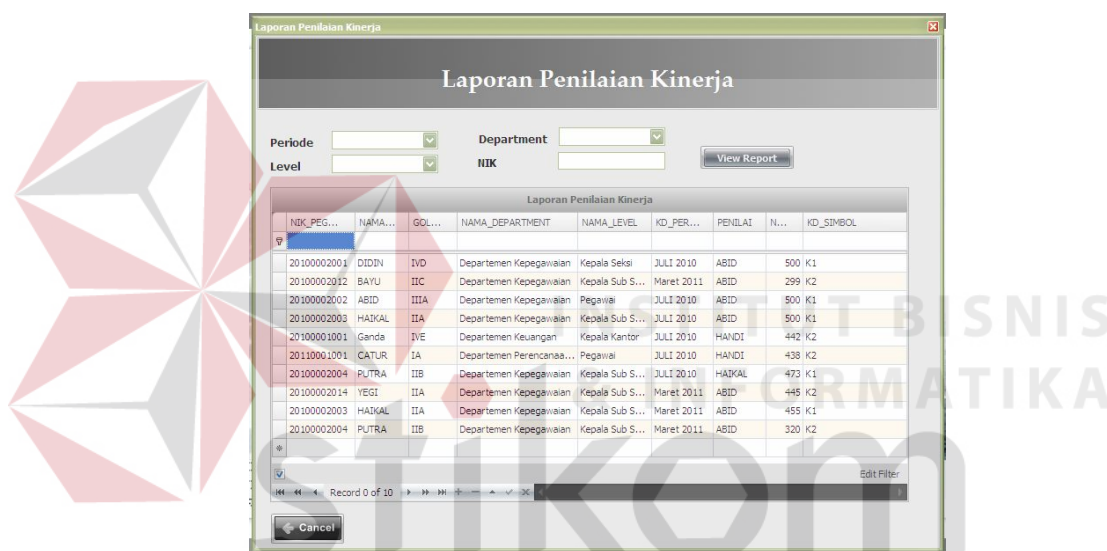 Laporan Penilaian Kinerja
Laporan Penilaian Kinerja
Periode
Department
Level
NIK
View Report
Laporan Penilaian Kinerja
NIK_PEG... NAMA... GOL... NAMA_DEPARTMENT NAMA_LEVEL KD_PER... PENILAI N... KD_SIMBOL
20100002001 DIDIN IVD Departemen Kepegawaian Kepala Seksi JULI 2010 ABID 500 K1
20100002012 BAYU IIC Departemen Kepegawaian Kepala Sub S... Maret 2011 ABID 299 K2
20100002002 ABID IIIA Departemen Kepegawaian Pegawai JULI 2010 ABID 500 K1
20100002003 HAIKAL IIA Departemen Kepegawaian Kepala Sub S... JULI 2010 ABID 500 K1
20100001001 Ganda IVE Departemen Keuangan Kepala Kantor JULI 2010 HANDI 442 K2
20110001001 CATUR IA Departemen Perencanaa... Pegawai JULI 2010 HANDI 438 K2
20100002004 PUTRA IIB Departemen Kepegawaian Kepala Sub S... JULI 2010 HAIKAL 473 K1
20100002014 YEGI IIA Departemen Kepegawaian Kepala Sub S... Maret 2011 ABID 445 K2
20100002003 HAIKAL IIA Departemen Kepegawaian Kepala Sub S... Maret 2011 ABID 455 K1
20100002004 PUTRA IIB Departemen Kepegawaian Kepala Sub S... Maret 2011 ABID 320 K2
Edit Filter
Record 0 of 10
Cancel
INSTITUT BISNIS
& INFORMATIKA
stikom